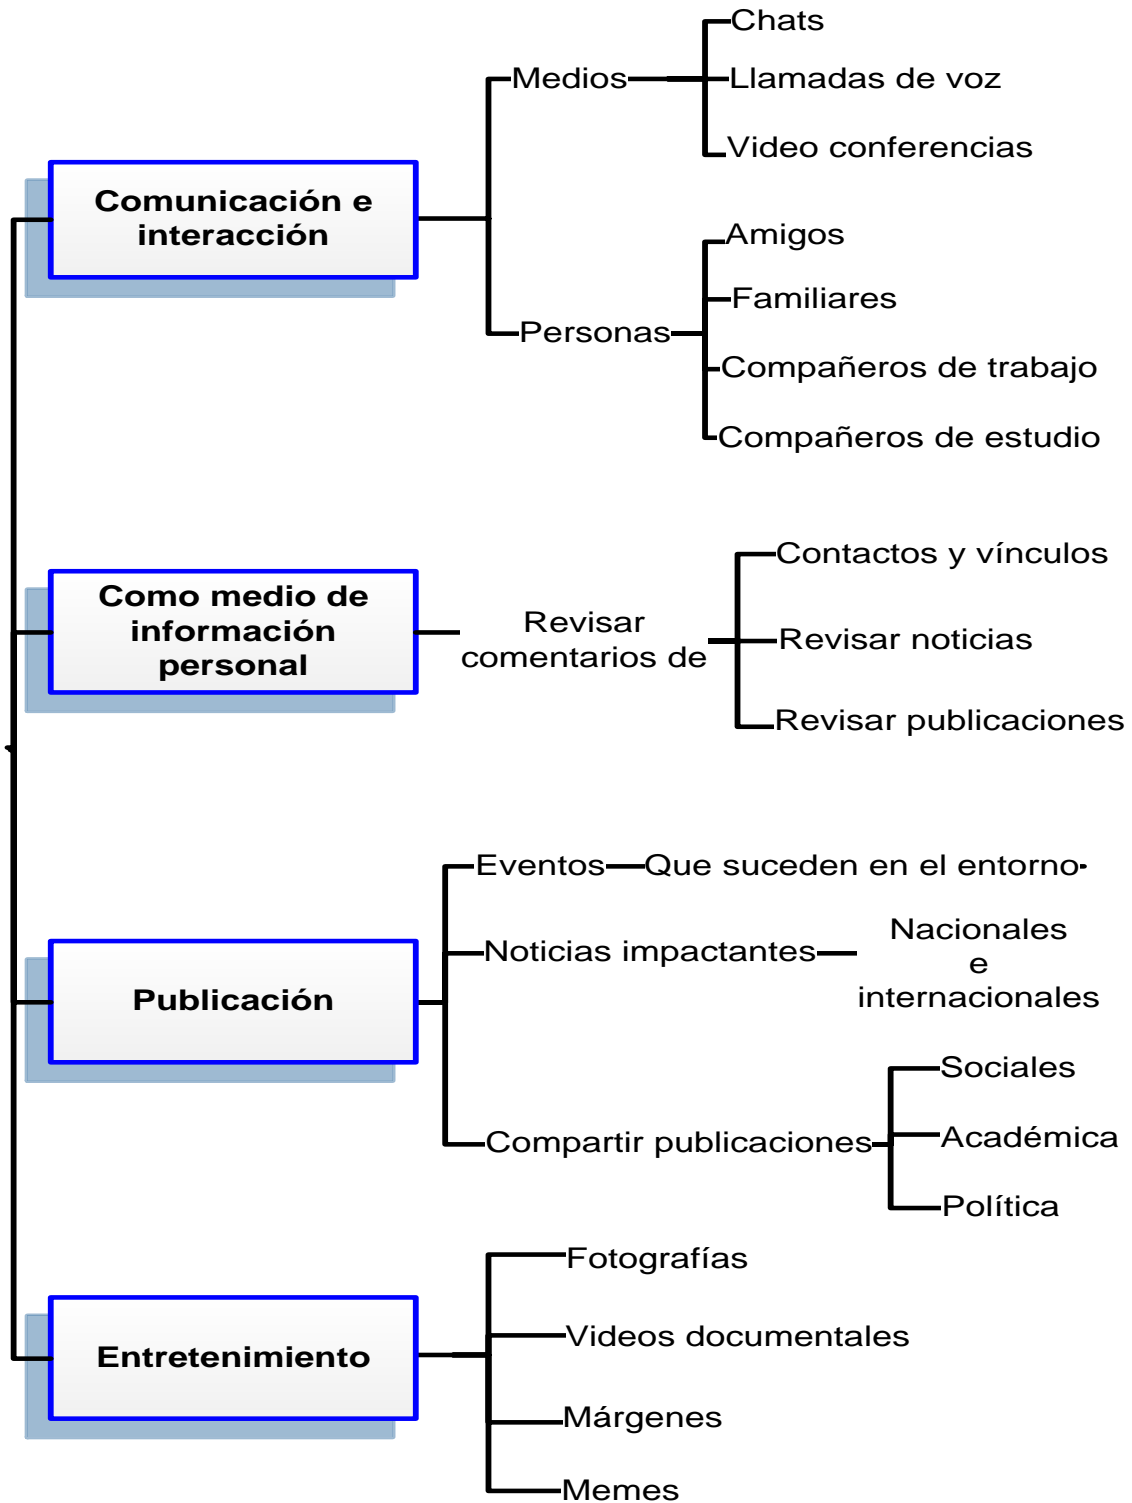 Comunicación e
interacción
Medios
Chats
Llamadas de voz
Video conferencias
Personas
Amigos
Familiares
Compañeros de trabajo
Compañeros de estudio
Como medio de
información
personal
Revisar
comentarios de
Contactos y vínculos
Revisar noticias
Revisar publicaciones
Publicación
Eventos
Que suceden en el entorno
Noticias impactantes
Nacionales
e
internacionales
Compartir publicaciones
Sociales
Académica
Política
Entretenimiento
Fotografías
Videos documentales
Márgenes
Memes